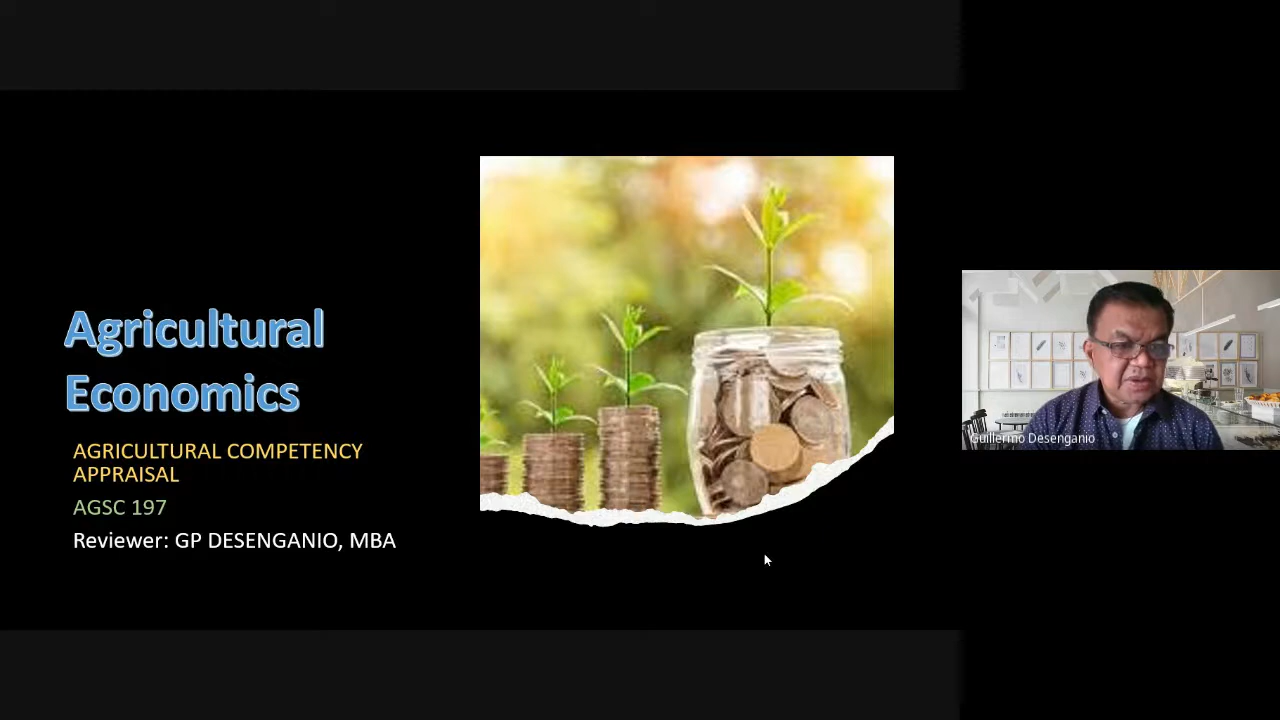 Agricultural
Economics
AGRICULTURAL COMPETENCY
APPRAISAL
AGSC 197
Reviewer: GP DESENGANIO, MBA
Guillermo Desenganio